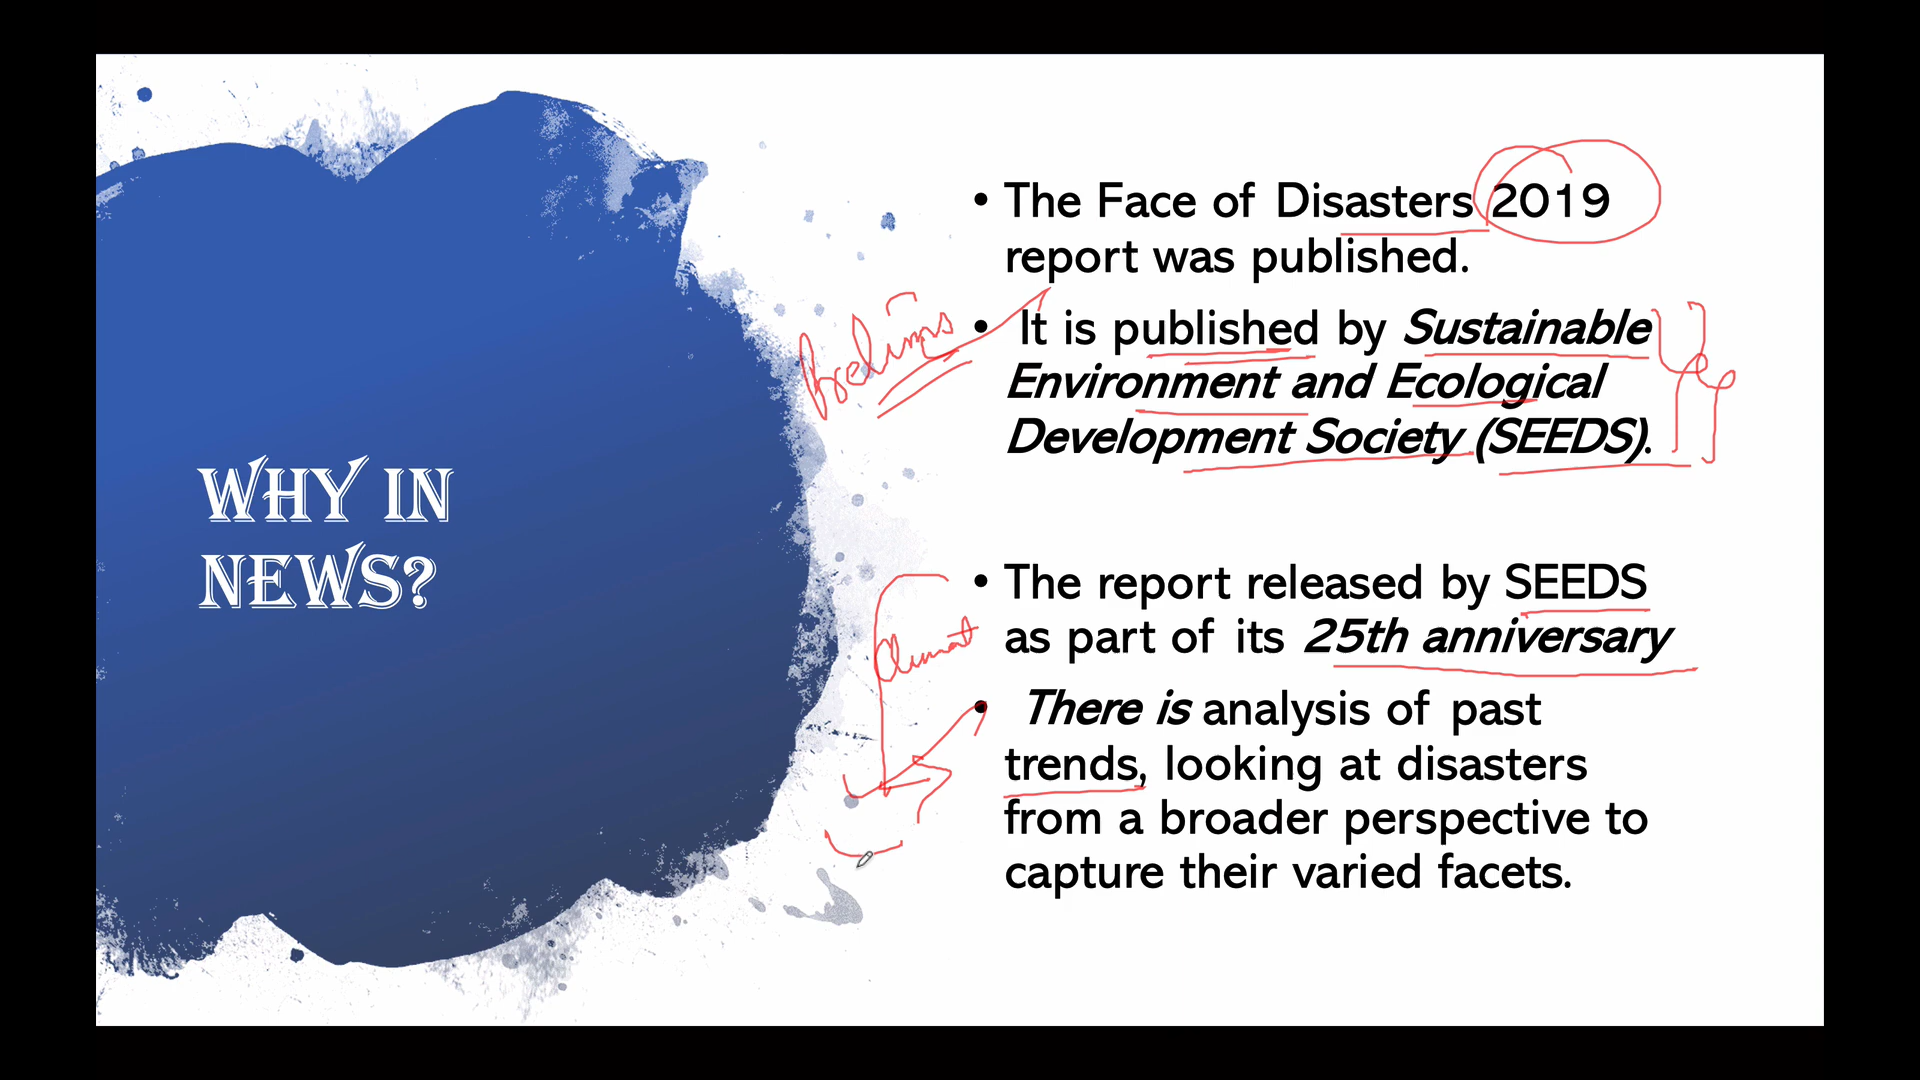 WHY IN
NEWS?
• The Face of Disasters 2019
report was published.
• It is published by Sustainable
Environment and Ecological
Development Society (SEEDS).
• The report released by SEEDS
as part of its 25th anniversary
• There is analysis of past
trends, looking at disasters
from a broader perspective to
capture their varied facets.
Prelims
Climat